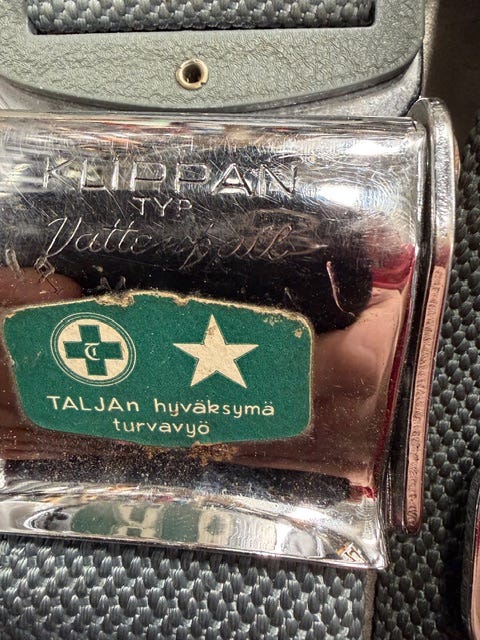 KLIPPAN
TYP
Vattenfall
T
TALJAn hyväksymä
turvavyö